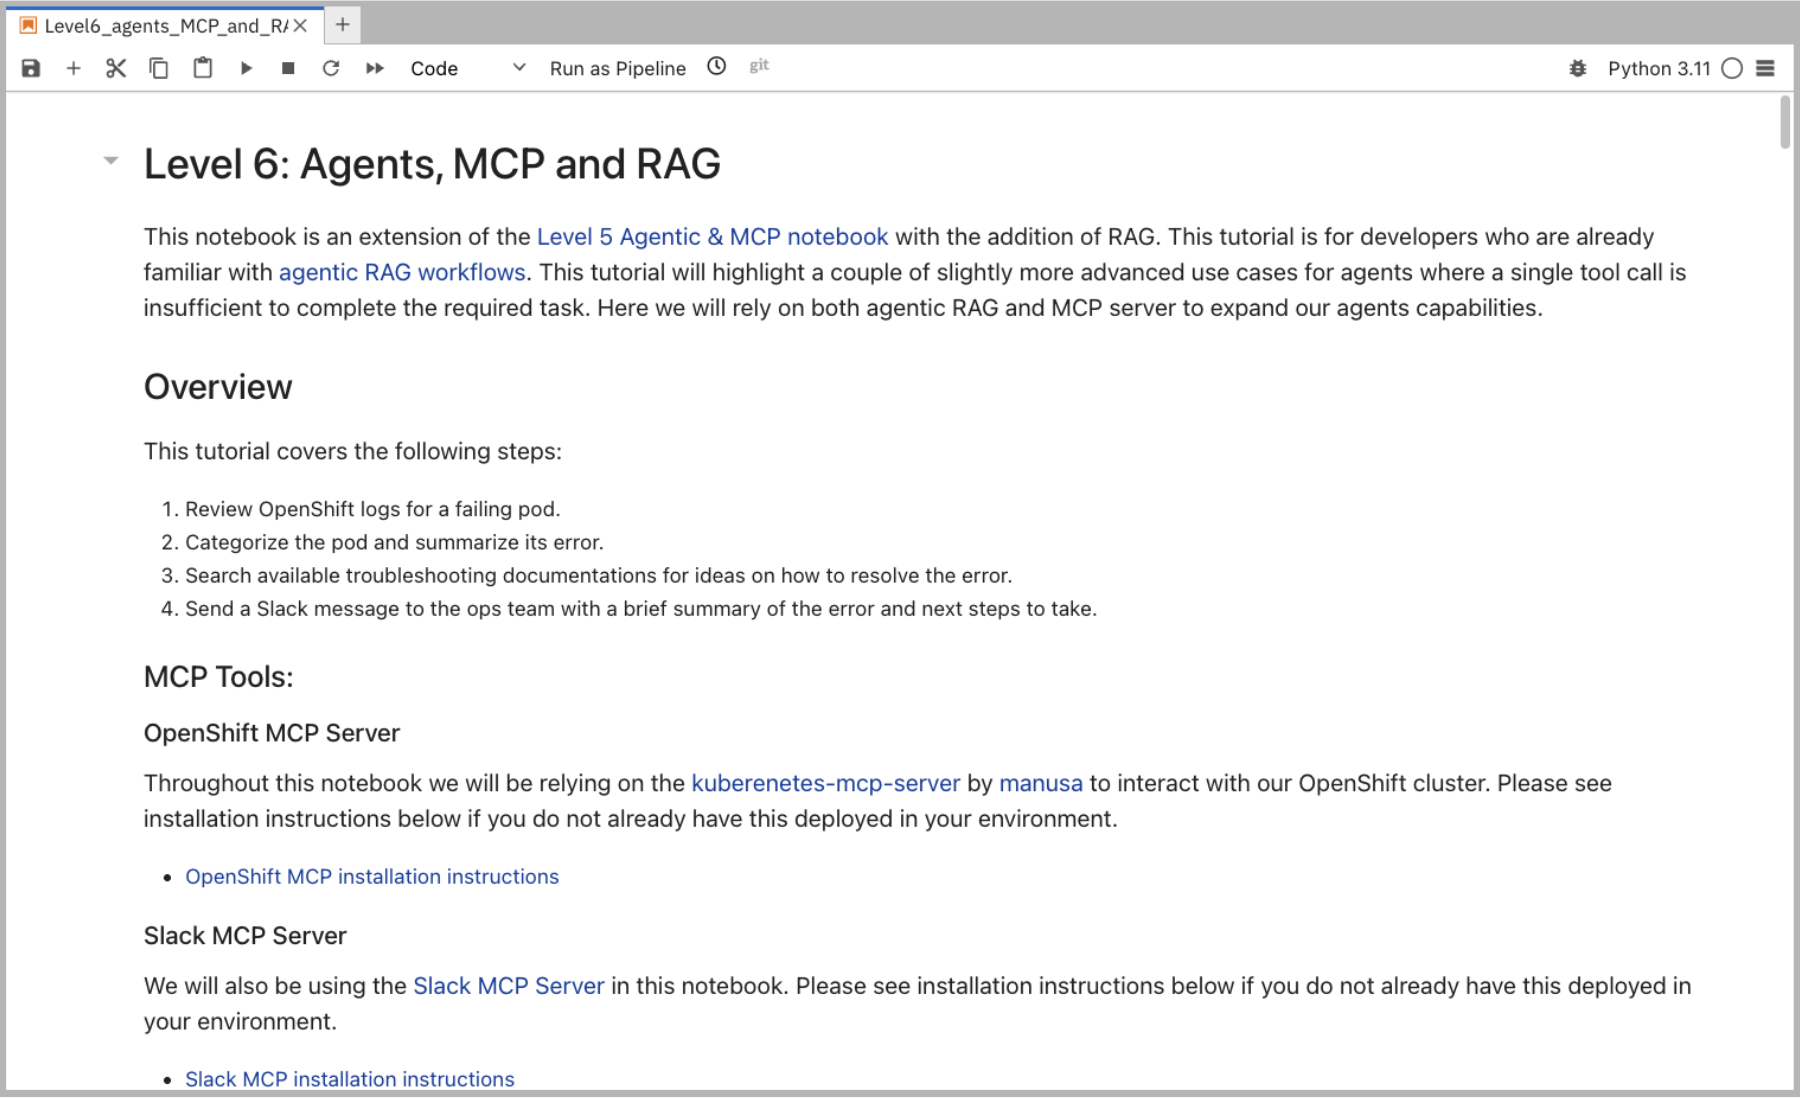 Level6_agents_MCP_and_RA
Code
Run as Pipeline
git
Python 3.11
Level 6: Agents, MCP and RAG
This notebook is an extension of the Level 5 Agentic & MCP notebook with the addition of RAG. This tutorial is for developers who are already
familiar with agentic RAG workflows. This tutorial will highlight a couple of slightly more advanced use cases for agents where a single tool call is
insufficient to complete the required task. Here we will rely on both agentic RAG and MCP server to expand our agents capabilities.
Overview
This tutorial covers the following steps:
1. Review OpenShift logs for a failing pod.
2. Categorize the pod and summarize its error.
3. Search available troubleshooting documentations for ideas on how to resolve the error.
4. Send a Slack message to the ops team with a brief summary of the error and next steps to take.
MCP Tools:
OpenShift MCP Server
Throughout this notebook we will be relying on the kuberenetes-mcp-server by manusa to interact with our OpenShift cluster. Please see
installation instructions below if you do not already have this deployed in your environment.
• OpenShift MCP installation instructions
Slack MCP Server
We will also be using the Slack MCP Server in this notebook. Please see installation instructions below if you do not already have this deployed in
your environment.
• Slack MCP installation instructions